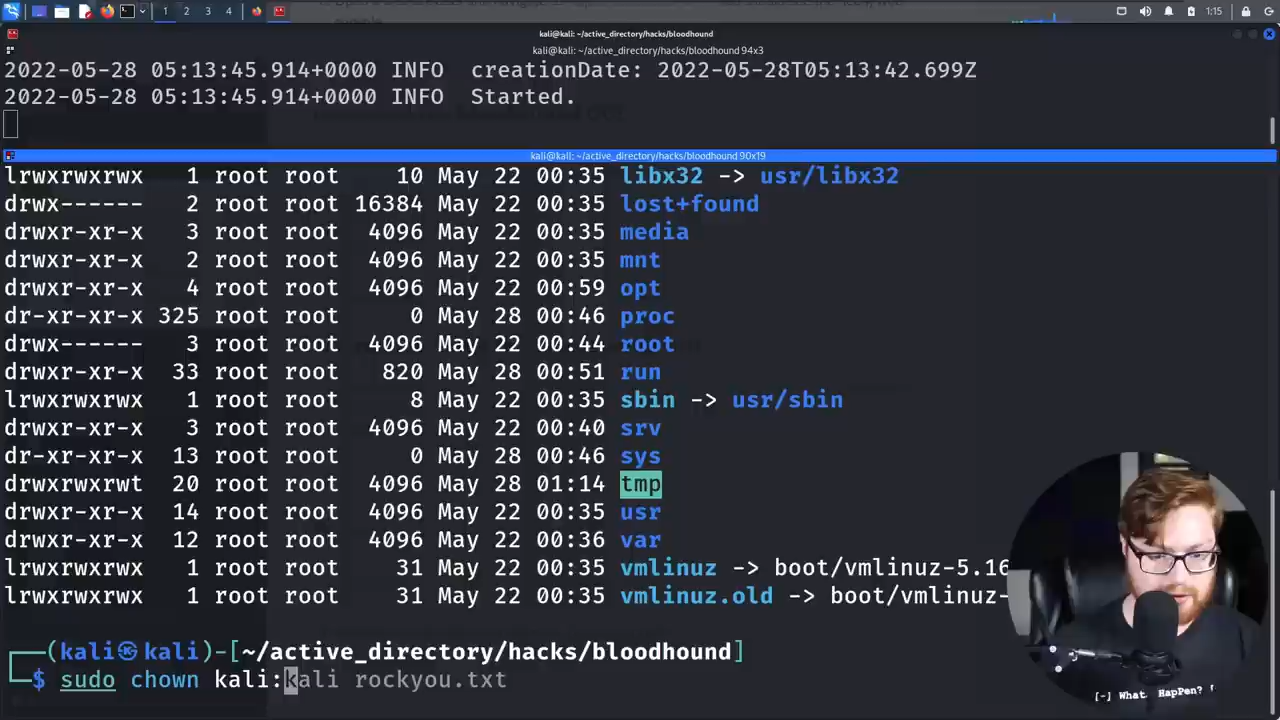 1 2 3 4
1:15
kali@kali: ~/active_directory/hacks/bloodhound
kali@kali: ~/active_directory/hacks/bloodhound 94x3
2022-05-28 05:13:45.914+0000 INFO  creationDate: 2022-05-28T05:13:42.699Z
2022-05-28 05:13:45.914+0000 INFO  Started.
kali@kali: ~/active_directory/hacks/bloodhound 90x19
lrwxrwxrwx   1 root root    10 May 22 00:35 libx32 -> usr/libx32
drwx------   2 root root 16384 May 22 00:35 lost+found
drwxr-xr-x   3 root root  4096 May 22 00:35 media
drwxr-xr-x   2 root root  4096 May 22 00:35 mnt
drwxr-xr-x   4 root root  4096 May 22 00:59 opt
dr-xr-xr-x 325 root root     0 May 28 00:46 proc
drwx------   3 root root  4096 May 22 00:44 root
drwxr-xr-x  33 root root   820 May 28 00:51 run
lrwxrwxrwx   1 root root     8 May 22 00:35 sbin -> usr/sbin
drwxr-xr-x   3 root root  4096 May 22 00:40 srv
dr-xr-xr-x  13 root root     0 May 28 00:46 sys
drwxrwxrwt  20 root root  4096 May 28 01:14 tmp
drwxr-xr-x  14 root root  4096 May 22 00:35 usr
drwxr-xr-x  12 root root  4096 May 22 00:36 var
lrwxrwxrwx   1 root root    31 May 22 00:35 vmlinuz -> boot/vmlinuz-5.16
lrwxrwxrwx   1 root root    31 May 22 00:35 vmlinuz.old -> boot/vmlinuz-
(kali㉿kali)-[~/active_directory/hacks/bloodhound]
$ sudo chown kali:kali rockyou.txt
[-] What HapPen?